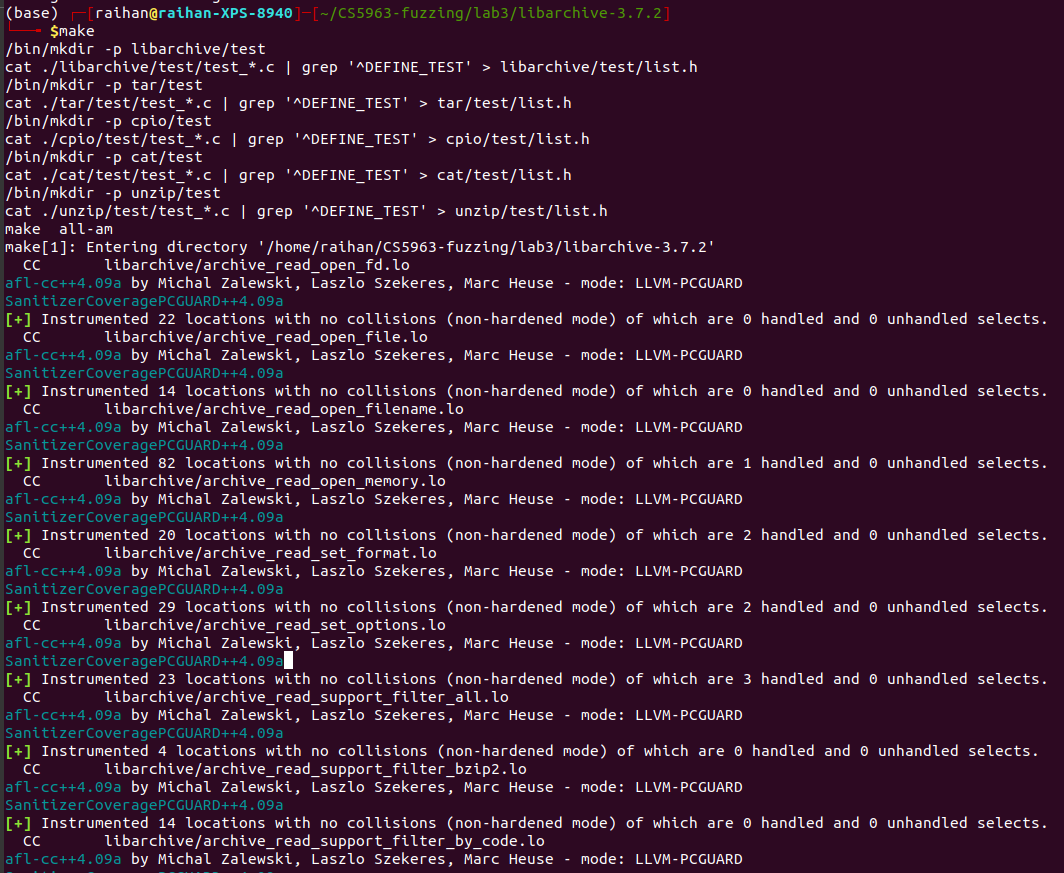 (base) ┌─[raihan@raihan-XPS-8940]─[~/CS5963-fuzzing/lab3/libarchive-3.7.2]
└──╼ $make
/bin/mkdir -p libarchive/test
cat ./libarchive/test/test_*.c | grep '^DEFINE_TEST' > libarchive/test/list.h
/bin/mkdir -p tar/test
cat ./tar/test/test_*.c | grep '^DEFINE_TEST' > tar/test/list.h
/bin/mkdir -p cpio/test
cat ./cpio/test/test_*.c | grep '^DEFINE_TEST' > cpio/test/list.h
/bin/mkdir -p cat/test
cat ./cat/test/test_*.c | grep '^DEFINE_TEST' > cat/test/list.h
/bin/mkdir -p unzip/test
cat ./unzip/test/test_*.c | grep '^DEFINE_TEST' > unzip/test/list.h
make  all-am
make[1]: Entering directory '/home/raihan/CS5963-fuzzing/lab3/libarchive-3.7.2'
  CC       libarchive/archive_read_open_fd.lo
afl-cc++4.09a by Michal Zalewski, Laszlo Szekeres, Marc Heuse - mode: LLVM-PCGUARD
SanitizerCoveragePCGUARD++4.09a
[+] Instrumented 22 locations with no collisions (non-hardened mode) of which are 0 handled and 0 unhandled selects.
  CC       libarchive/archive_read_open_file.lo
afl-cc++4.09a by Michal Zalewski, Laszlo Szekeres, Marc Heuse - mode: LLVM-PCGUARD
SanitizerCoveragePCGUARD++4.09a
[+] Instrumented 14 locations with no collisions (non-hardened mode) of which are 0 handled and 0 unhandled selects.
  CC       libarchive/archive_read_open_filename.lo
afl-cc++4.09a by Michal Zalewski, Laszlo Szekeres, Marc Heuse - mode: LLVM-PCGUARD
SanitizerCoveragePCGUARD++4.09a
[+] Instrumented 82 locations with no collisions (non-hardened mode) of which are 1 handled and 0 unhandled selects.
  CC       libarchive/archive_read_open_memory.lo
afl-cc++4.09a by Michal Zalewski, Laszlo Szekeres, Marc Heuse - mode: LLVM-PCGUARD
SanitizerCoveragePCGUARD++4.09a
[+] Instrumented 20 locations with no collisions (non-hardened mode) of which are 2 handled and 0 unhandled selects.
  CC       libarchive/archive_read_set_format.lo
afl-cc++4.09a by Michal Zalewski, Laszlo Szekeres, Marc Heuse - mode: LLVM-PCGUARD
SanitizerCoveragePCGUARD++4.09a
[+] Instrumented 29 locations with no collisions (non-hardened mode) of which are 2 handled and 0 unhandled selects.
  CC       libarchive/archive_read_set_options.lo
afl-cc++4.09a by Michal Zalewski, Laszlo Szekeres, Marc Heuse - mode: LLVM-PCGUARD
SanitizerCoveragePCGUARD++4.09a
[+] Instrumented 23 locations with no collisions (non-hardened mode) of which are 3 handled and 0 unhandled selects.
  CC       libarchive/archive_read_support_filter_all.lo
afl-cc++4.09a by Michal Zalewski, Laszlo Szekeres, Marc Heuse - mode: LLVM-PCGUARD
SanitizerCoveragePCGUARD++4.09a
[+] Instrumented 4 locations with no collisions (non-hardened mode) of which are 0 handled and 0 unhandled selects.
  CC       libarchive/archive_read_support_filter_bzip2.lo
afl-cc++4.09a by Michal Zalewski, Laszlo Szekeres, Marc Heuse - mode: LLVM-PCGUARD
SanitizerCoveragePCGUARD++4.09a
[+] Instrumented 14 locations with no collisions (non-hardened mode) of which are 0 handled and 0 unhandled selects.
  CC       libarchive/archive_read_support_filter_by_code.lo
afl-cc++4.09a by Michal Zalewski, Laszlo Szekeres, Marc Heuse - mode: LLVM-PCGUARD